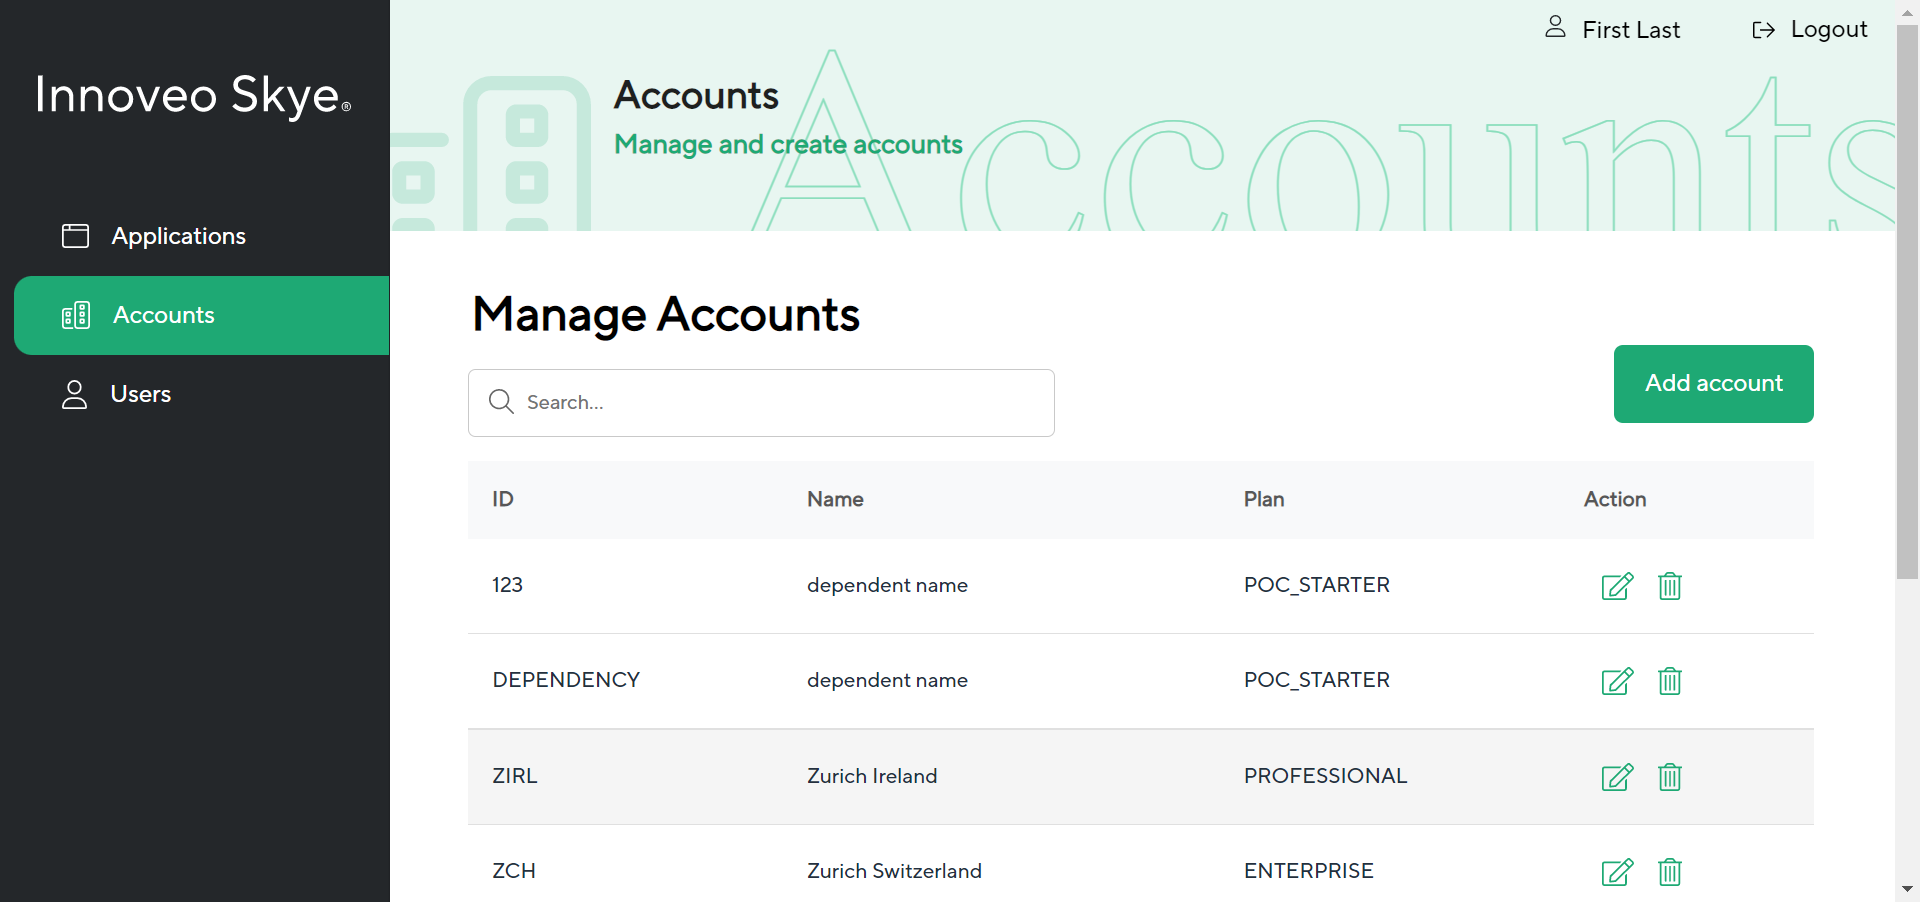 Innoveo Skye®
Applications
Accounts
Users
First Last
Logout
Accounts
Accounts
Manage and create accounts
Manage Accounts
Search...
Add account
ID Name Plan Action
123 dependent name POC_STARTER
DEPENDENCY dependent name POC_STARTER
ZIRL Zurich Ireland PROFESSIONAL
ZCH Zurich Switzerland ENTERPRISE